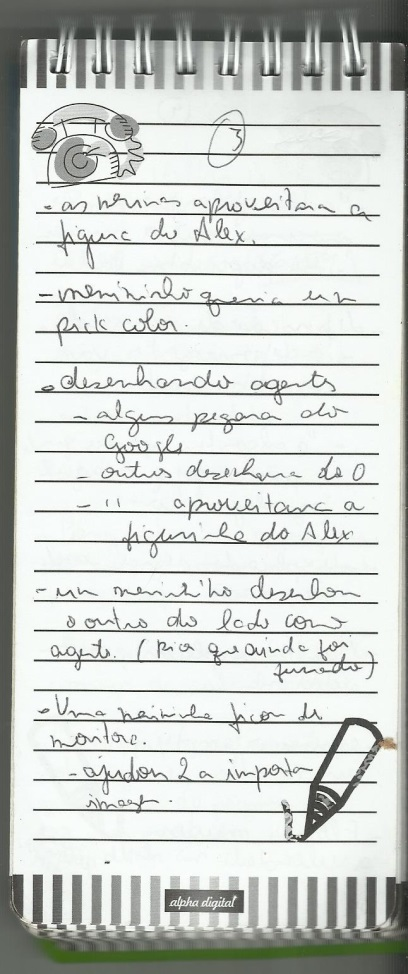 3
- as meninas aproveitaram a
figura do Alex.
- menininho queria um
pick color.
• desenhando agents
- alguns pegaram do
Google
- outros desenharam do 0
- " aproveitaram a
figurinha do Alex
- um menininho desenhou
o outro do lado como
agente. (pior que ainda foi
)
• Uma menininha ficou de
monitora.
- ajudou 2 a importar
imagem.
alpha digital